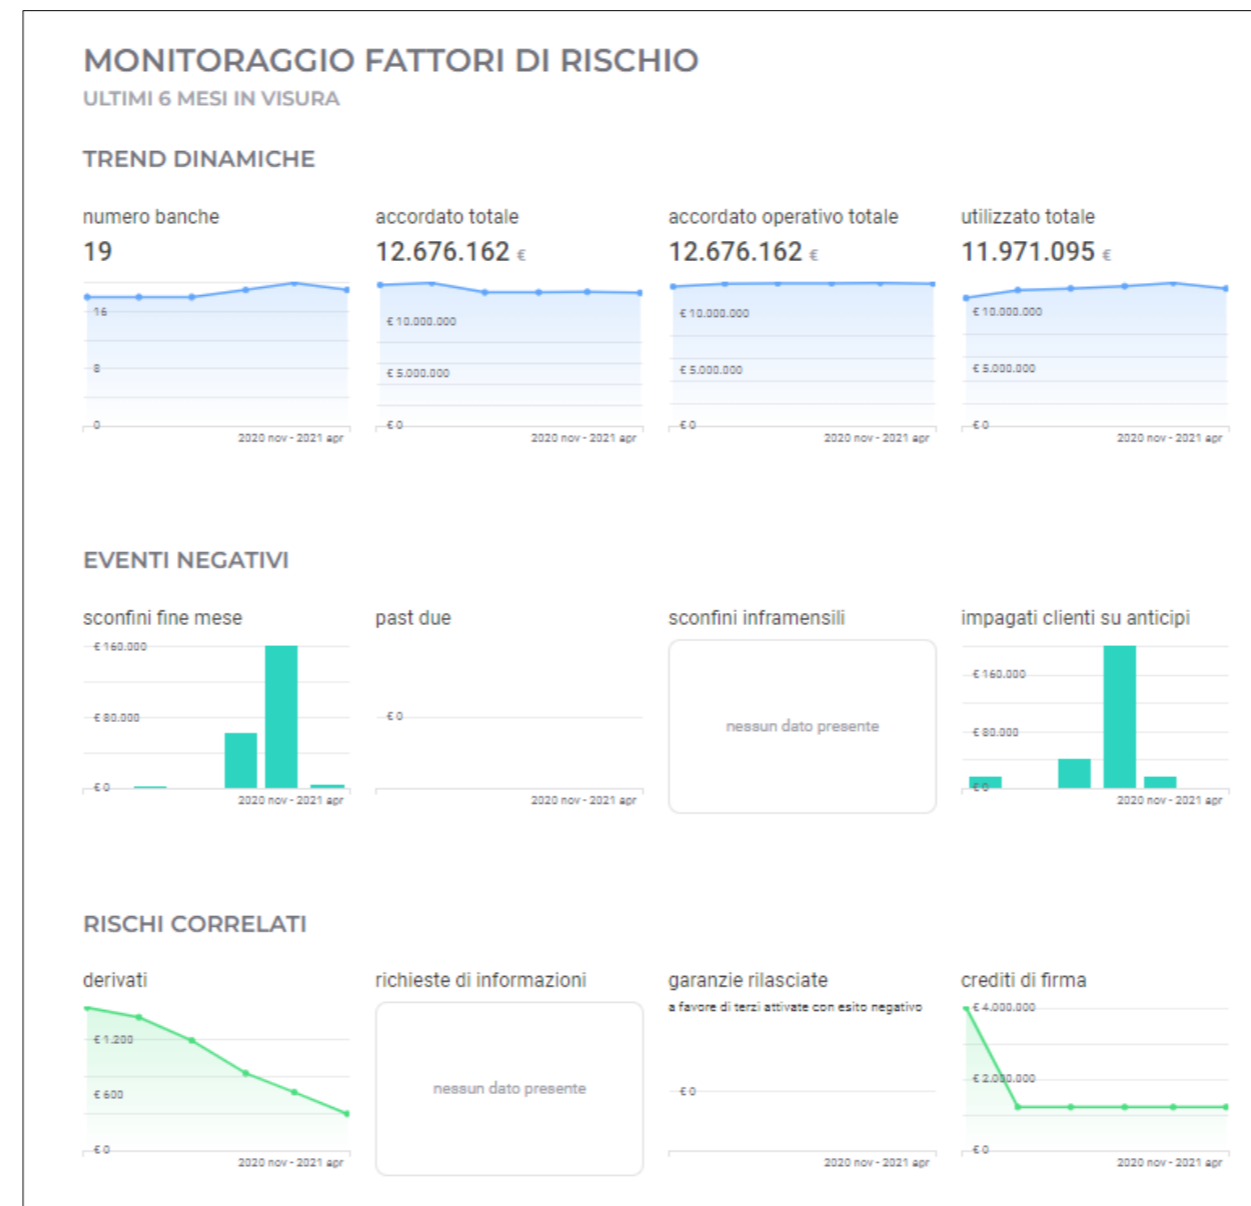 MONITORAGGIO FATTORI DI RISCHIO
ULTIMI 6 MESI IN VISURA
TREND DINAMICHE
numero banche
19
16
8
0
2020 nov - 2021 apr
accordato totale
12.676.162 €
€ 10.000.000
€ 5.000.000
€ 0
2020 nov - 2021 apr
accordato operativo totale
12.676.162 €
€ 10.000.000
€ 5.000.000
€ 0
2020 nov - 2021 apr
utilizzato totale
11.971.095 €
€ 10.000.000
€ 5.000.000
€ 0
2020 nov - 2021 apr
EVENTI NEGATIVI
sconfini fine mese
€ 160.000
€ 80.000
€ 0
2020 nov - 2021 apr
past due
€ 0
2020 nov - 2021 apr
sconfini inframensili
nessun dato presente
impagati clienti su anticipi
€ 160.000
€ 80.000
€ 0
2020 nov - 2021 apr
RISCHI CORRELATI
derivati
€ 1.200
€ 600
€ 0
2020 nov - 2021 apr
richieste di informazioni
nessun dato presente
garanzie rilasciate
a favore di terzi attivate con esito negativo
€ 0
2020 nov - 2021 apr
crediti di firma
€ 4.000.000
€ 2.000.000
€ 0
2020 nov - 2021 apr